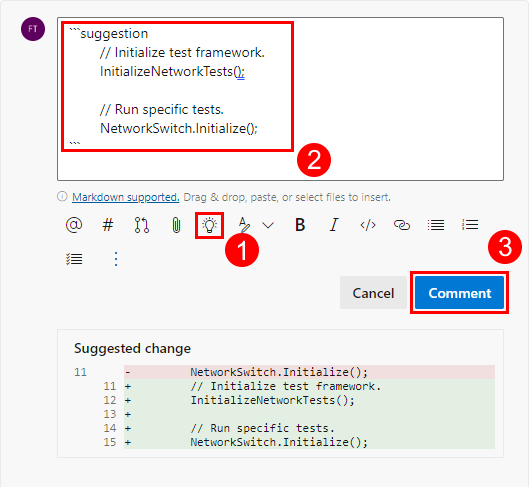 FT
```suggestion
// Initialize test framework.
InitializeNetworkTests();
// Run specific tests.
NetworkSwitch.Initialize();
```
2
Markdown supported. Drag & drop, paste, or select files to insert.
@ # A B I </>
1
3
Cancel Comment
Suggested change
11 - NetworkSwitch.Initialize();
11 + // Initialize test framework.
12 + InitializeNetworkTests();
13 +
14 + // Run specific tests.
15 + NetworkSwitch.Initialize();